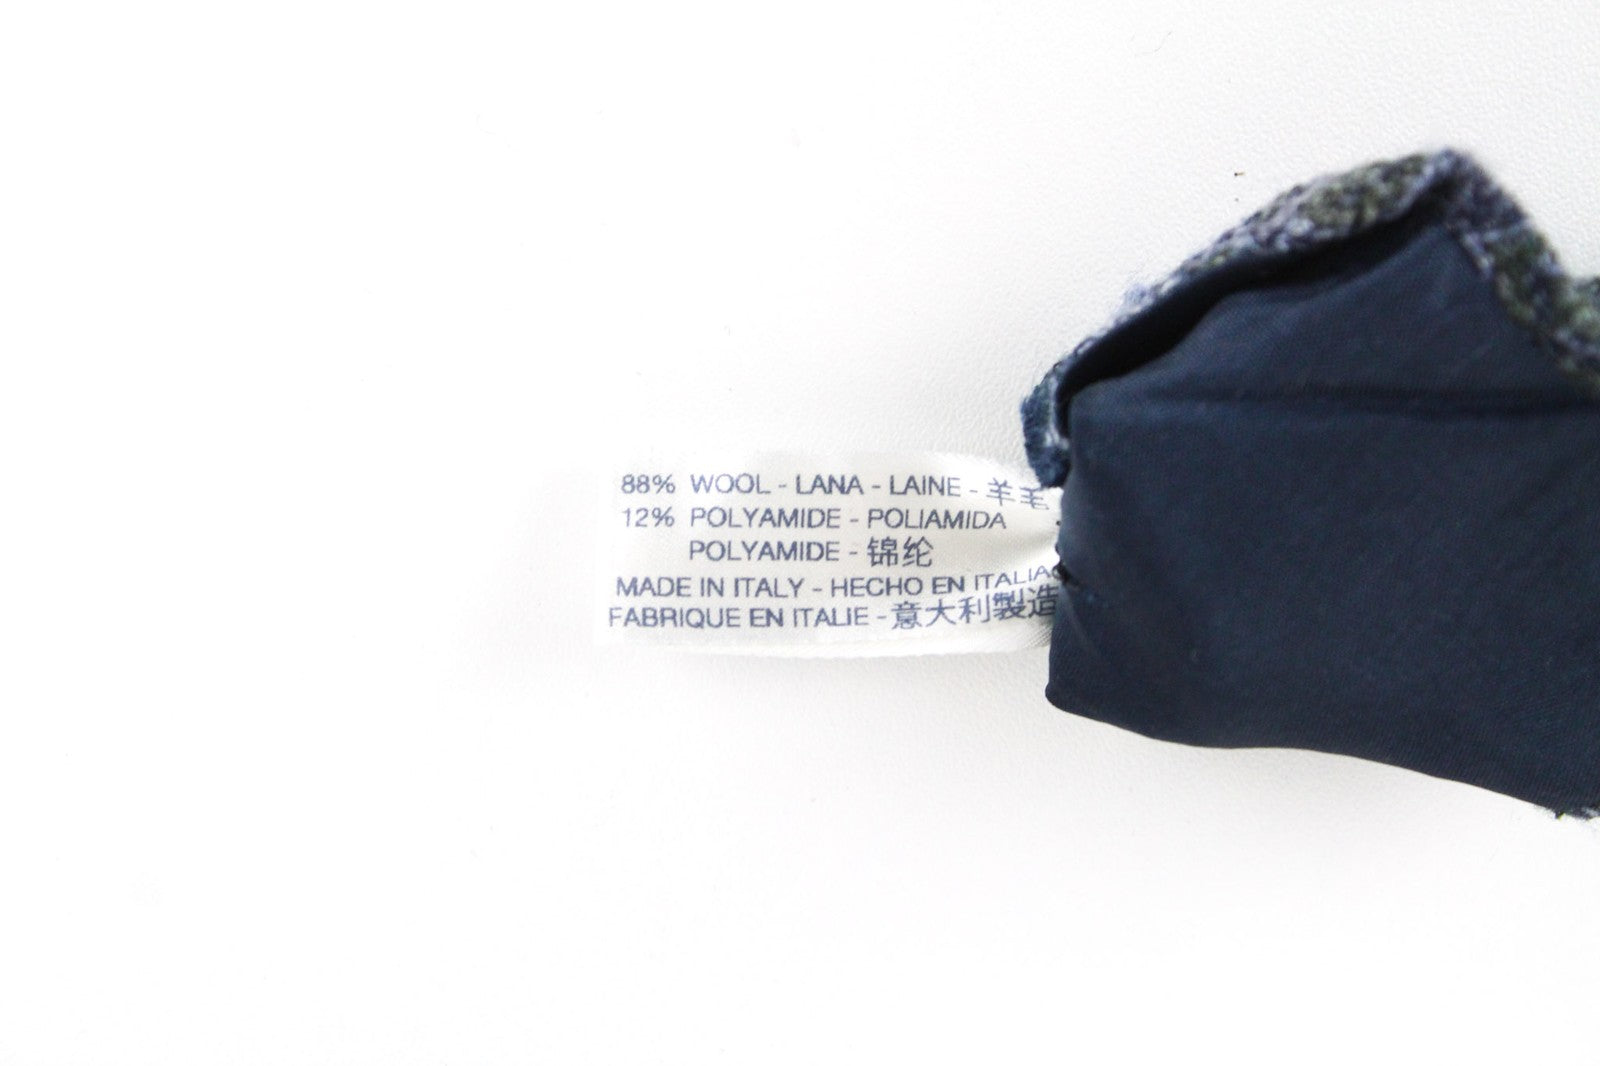 88% WOOL - LANA - LAINE - 羊毛
12% POLYAMIDE - POLIAMIDA
POLYAMIDE - 锦纶
MADE IN ITALY - HECHO EN ITALIA
FABRIQUE EN ITALIE - 意大利製造